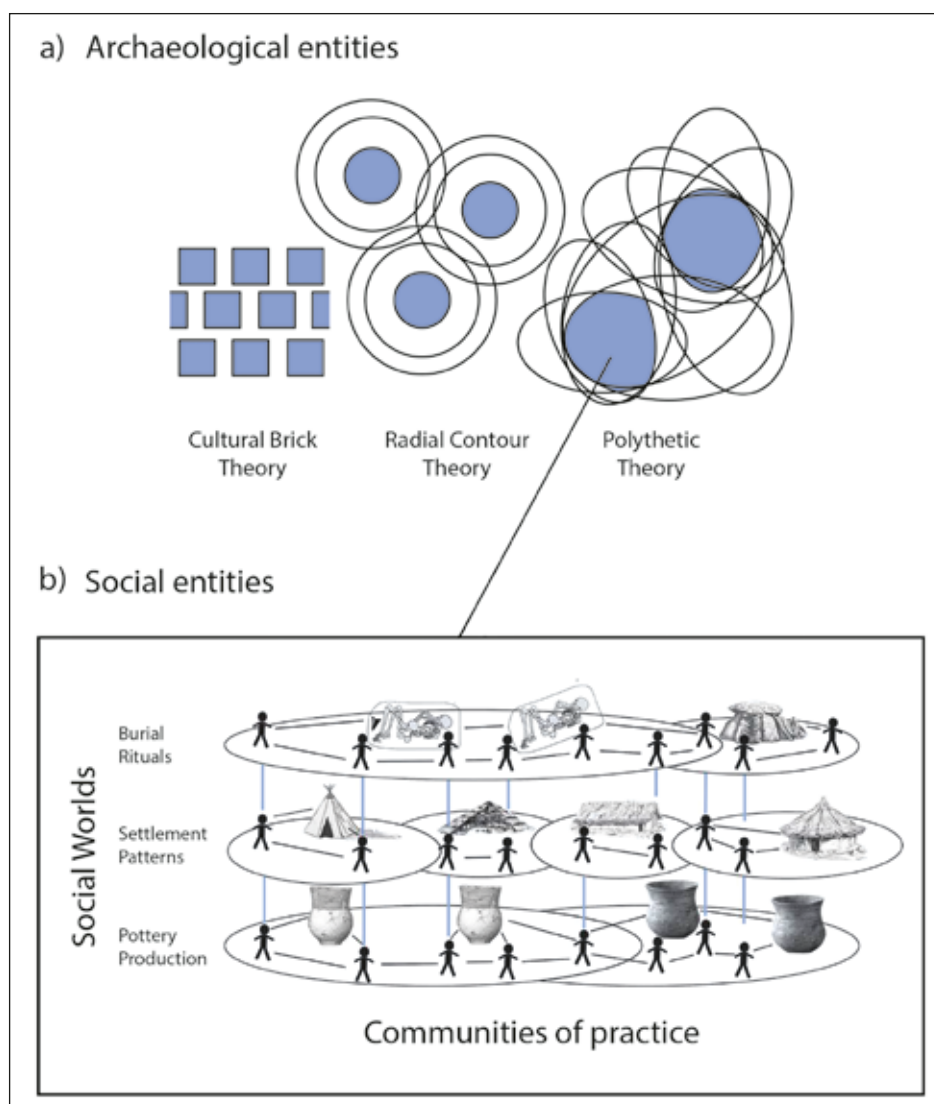 a) Archaeological entities
Cultural Brick
Theory
Radial Contour
Theory
Polythetic
Theory
b) Social entities
Social Worlds
Burial
Rituals
Settlement
Patterns
Pottery
Production
Communities of practice